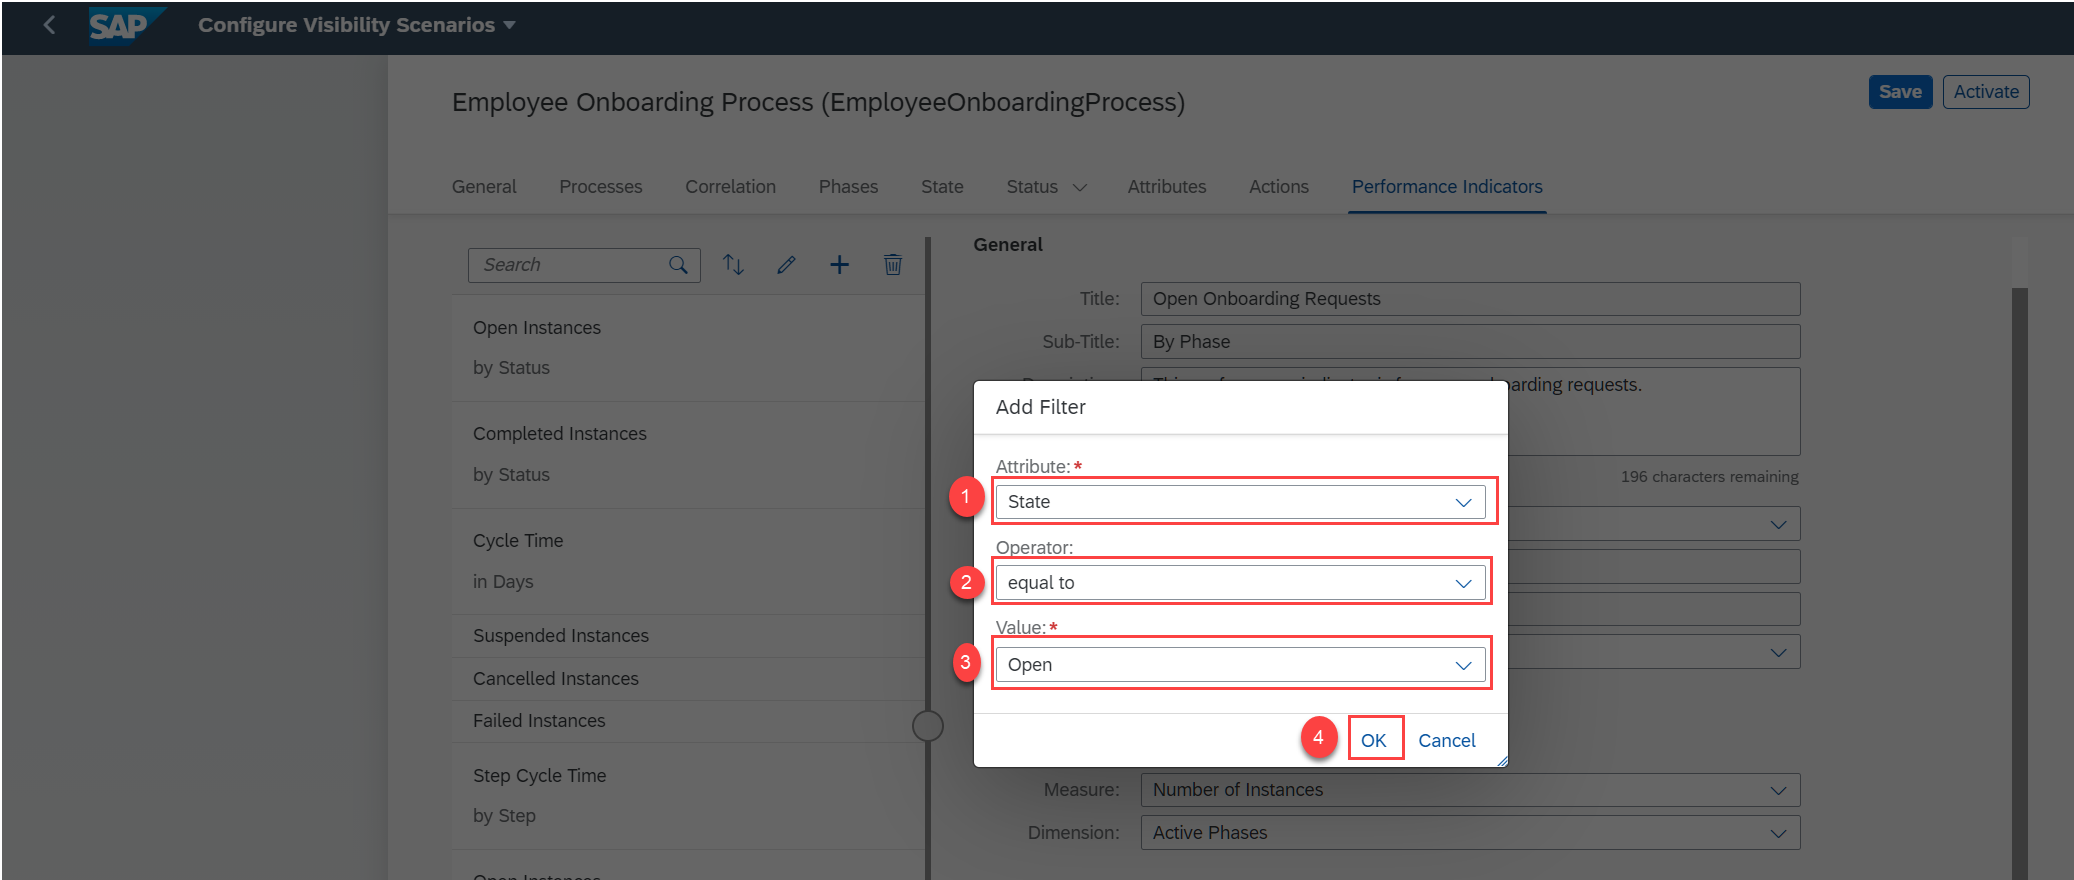 SAP
Configure Visibility Scenarios
Employee Onboarding Process (EmployeeOnboardingProcess)
Save
Activate
General
Processes
Correlation
Phases
State
Status
Attributes
Actions
Performance Indicators
Search
Open Instances
by Status
Completed Instances
by Status
Cycle Time
in Days
Suspended Instances
Cancelled Instances
Failed Instances
Step Cycle Time
by Step
Open Instances
General
Title: Open Onboarding Requests
Sub-Title: By Phase
requests.
196 characters remaining
Add Filter
Attribute:*
1
State
Operator:
2
equal to
Value:*
3
Open
4
OK
Cancel
Measure: Number of Instances
Dimension: Active Phases